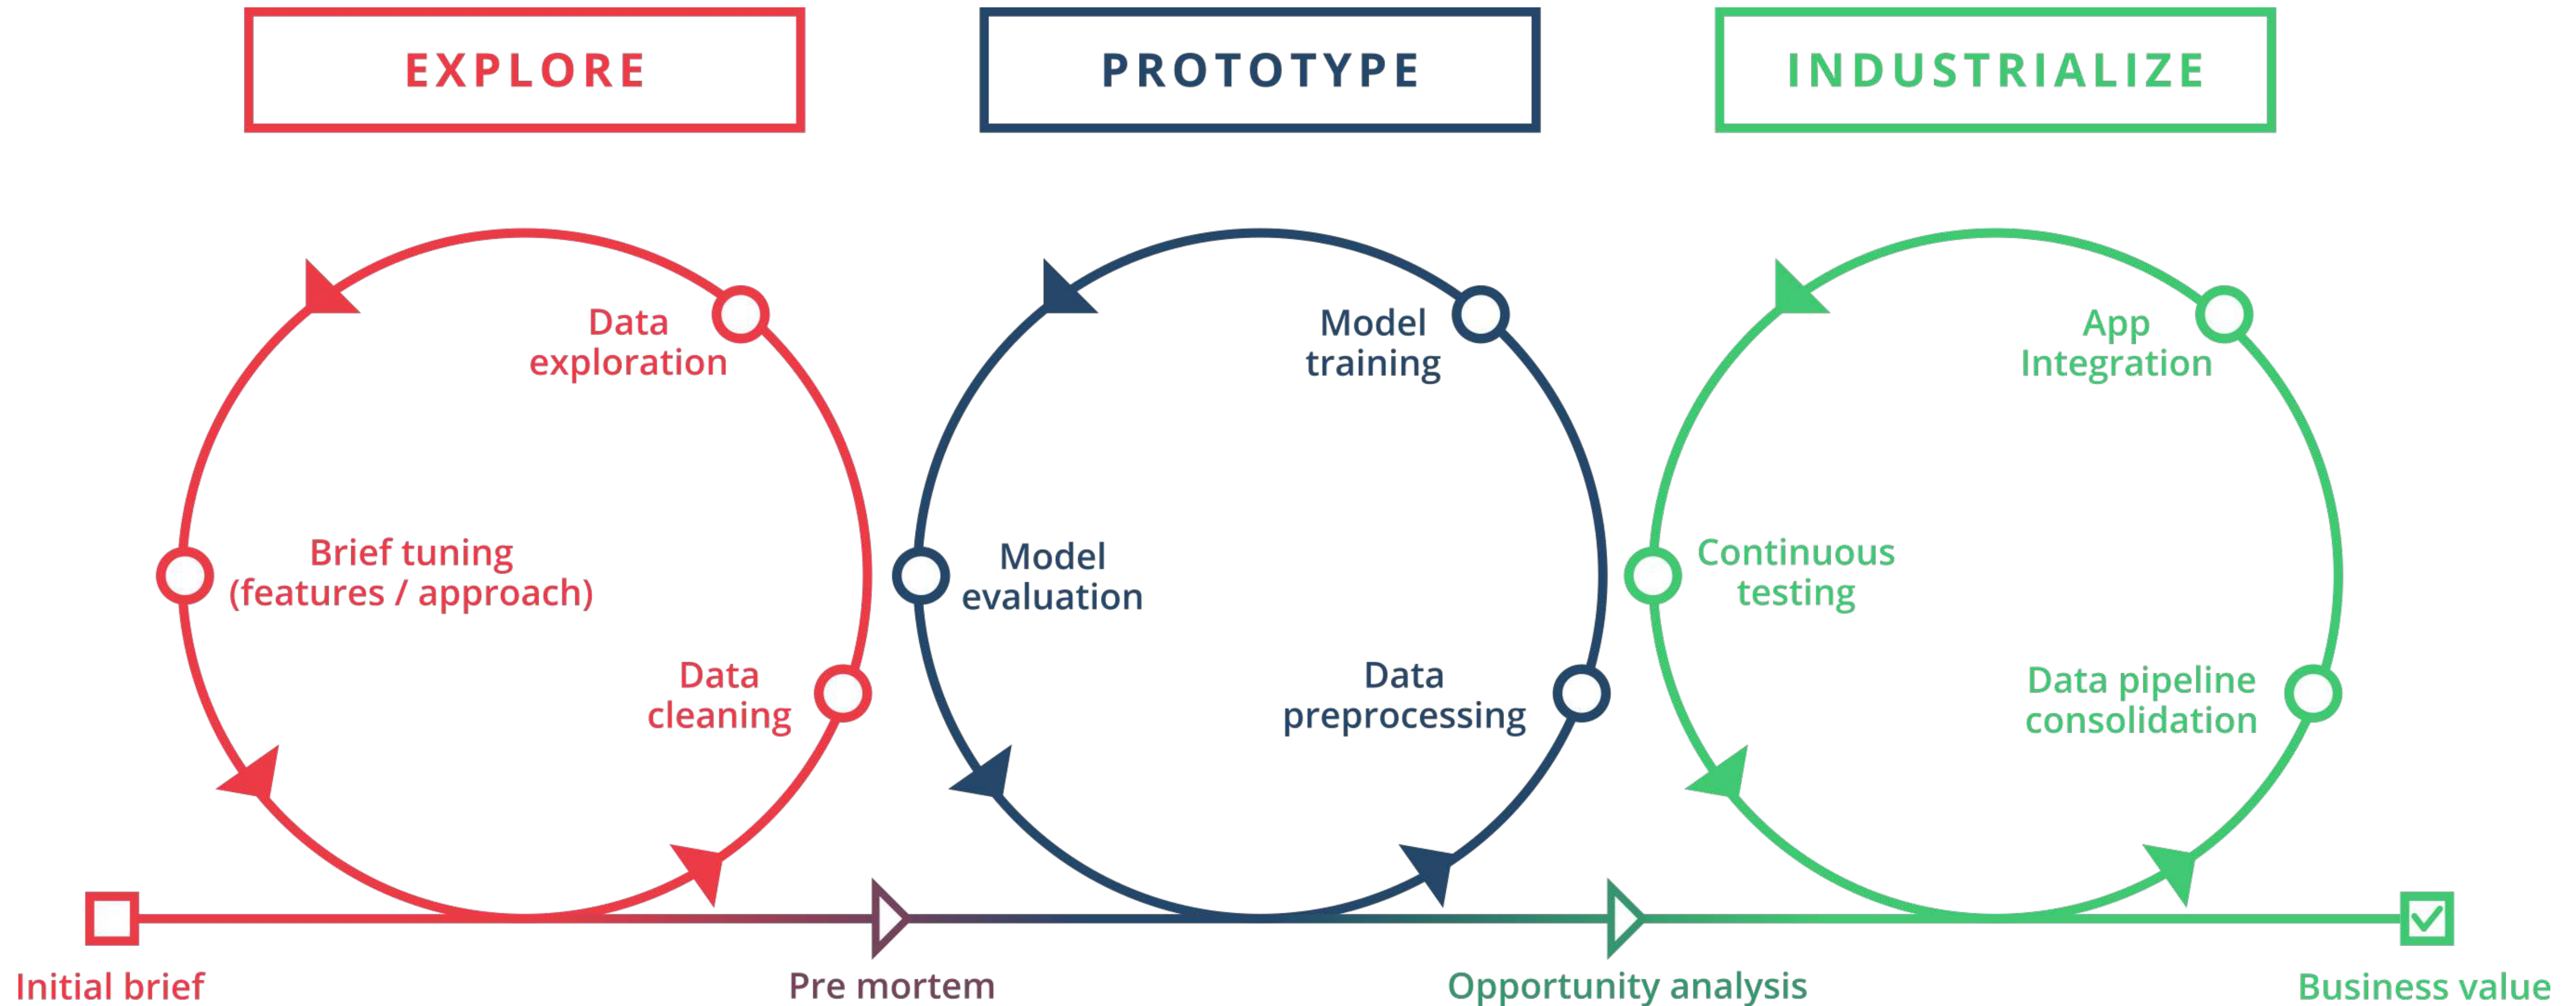 EXPLORE
PROTOTYPE
INDUSTRIALIZE
Data
exploration
Brief tuning
(features / approach)
Data
cleaning
Model
training
Model
evaluation
Data
preprocessing
App
Integration
Continuous
testing
Data pipeline
consolidation
Initial brief
Pre mortem
Opportunity analysis
Business value